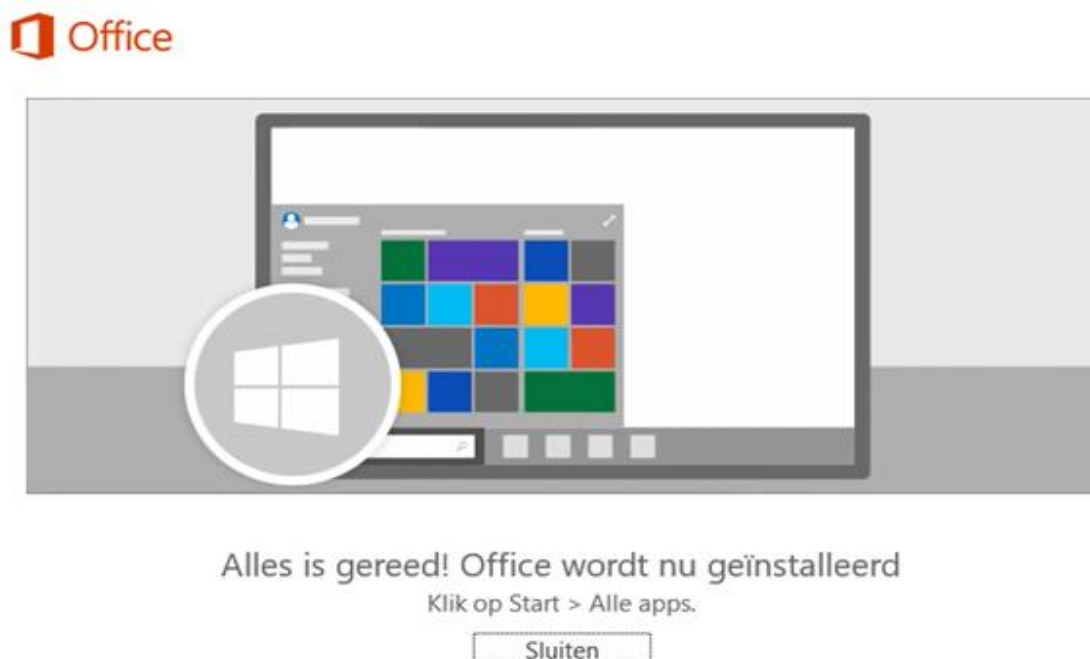 Office
Alles is gereed! Office wordt nu geïnstalleerd
Klik op Start > Alle apps.
Sluiten